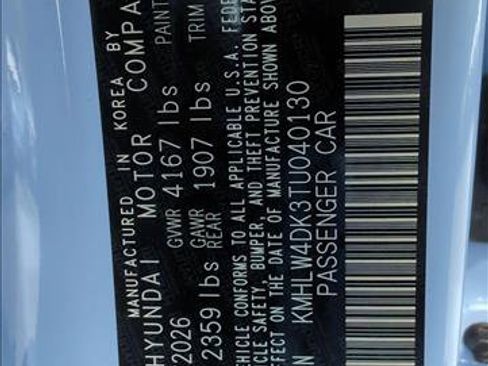 MANUFACTURED IN KOREA BY
HYUNDAI MOTOR COMPA
2026 GVWR 4167 lbs PAINT
2359 lbs GAWR REAR 1907 lbs TRIM
VEHICLE CONFORMS TO ALL APPLICABLE U.S.A. FEDE
VEHICLE SAFETY, BUMPER, AND THEFT PREVENTION STA
EFFECT ON THE DATE OF MANUFACTURE SHOWN ABOV
IN KMHLW4DK3TU040130
PASSENGER CAR